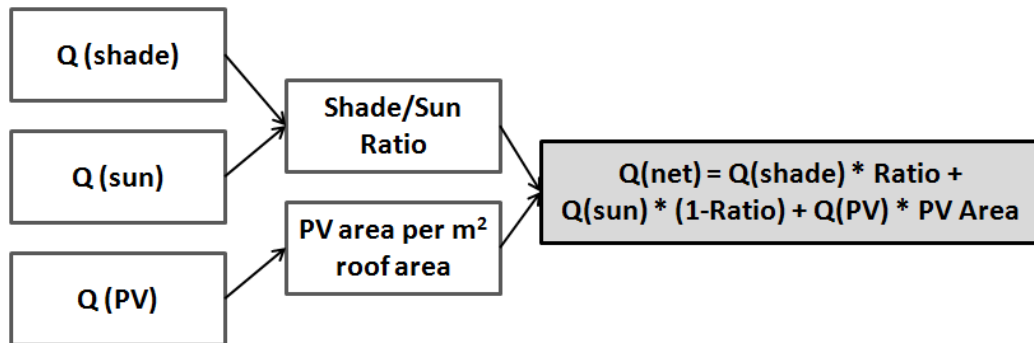 Q (shade)
Q (sun)
Q (PV)
Shade/Sun
Ratio
PV area per m²
roof area
Q(net) = Q(shade) * Ratio +
Q(sun) * (1-Ratio) + Q(PV) * PV Area